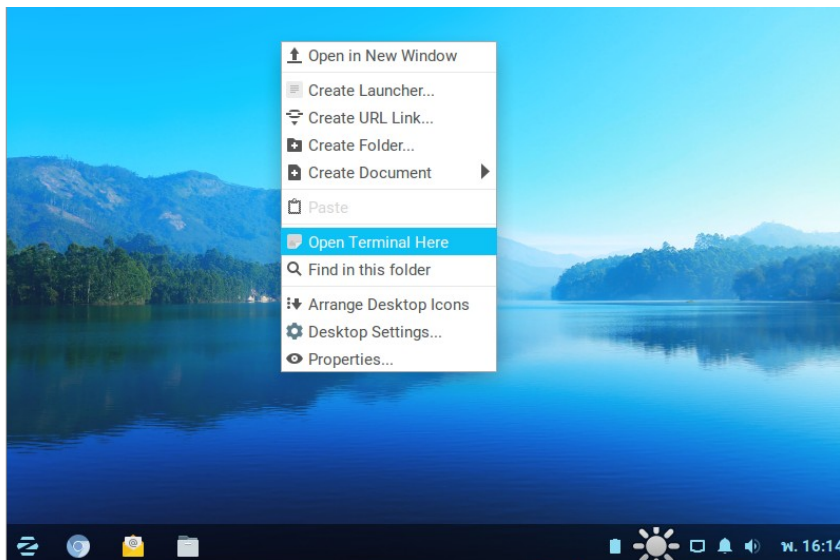 Open in New Window
Create Launcher...
Create URL Link...
Create Folder...
Create Document
Paste
Open Terminal Here
Find in this folder
Arrange Desktop Icons
Desktop Settings...
Properties...
พ. 16:14